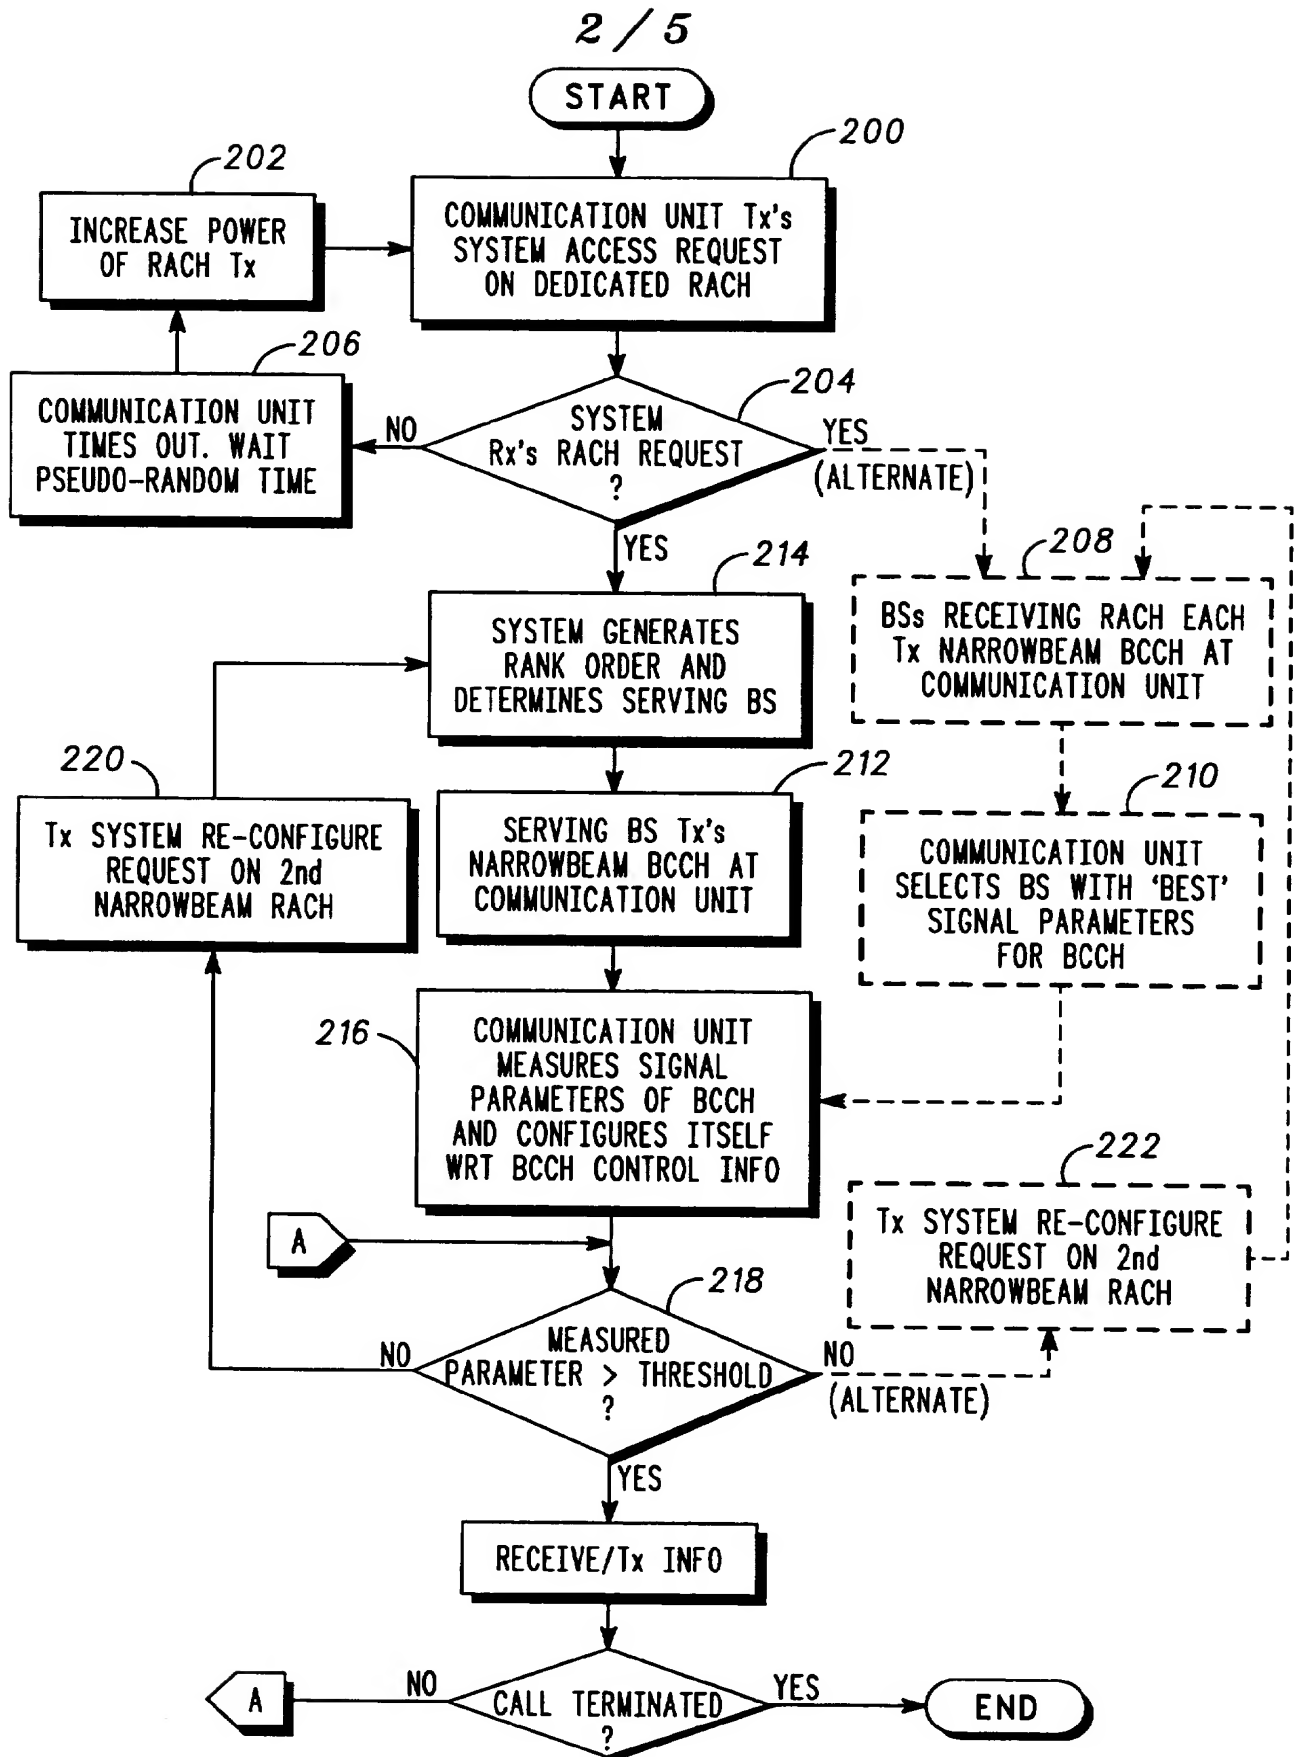 2 / 5
START
200
202
COMMUNICATION UNIT Tx's
SYSTEM ACCESS REQUEST
ON DEDICATED RACH
INCREASE POWER
OF RACH Tx
206
204
COMMUNICATION UNIT
TIMES OUT. WAIT
PSEUDO-RANDOM TIME
NO
SYSTEM
Rx's RACH REQUEST
?
YES
(ALTERNATE)
YES
214
208
SYSTEM GENERATES
RANK ORDER AND
DETERMINES SERVING BS
BSs RECEIVING RACH EACH
Tx NARROWBEAM BCCH AT
COMMUNICATION UNIT
220
212
210
Tx SYSTEM RE-CONFIGURE
REQUEST ON 2nd
NARROWBEAM RACH
SERVING BS Tx's
NARROWBEAM BCCH AT
COMMUNICATION UNIT
COMMUNICATION UNIT
SELECTS BS WITH 'BEST'
SIGNAL PARAMETERS
FOR BCCH
216
COMMUNICATION UNIT
MEASURES SIGNAL
PARAMETERS OF BCCH
AND CONFIGURES ITSELF
WRT BCCH CONTROL INFO
222
Tx SYSTEM RE-CONFIGURE
REQUEST ON 2nd
NARROWBEAM RACH
A
218
NO
MEASURED
PARAMETER > THRESHOLD
?
NO
(ALTERNATE)
YES
RECEIVE/Tx INFO
A
NO
CALL TERMINATED
?
YES
END